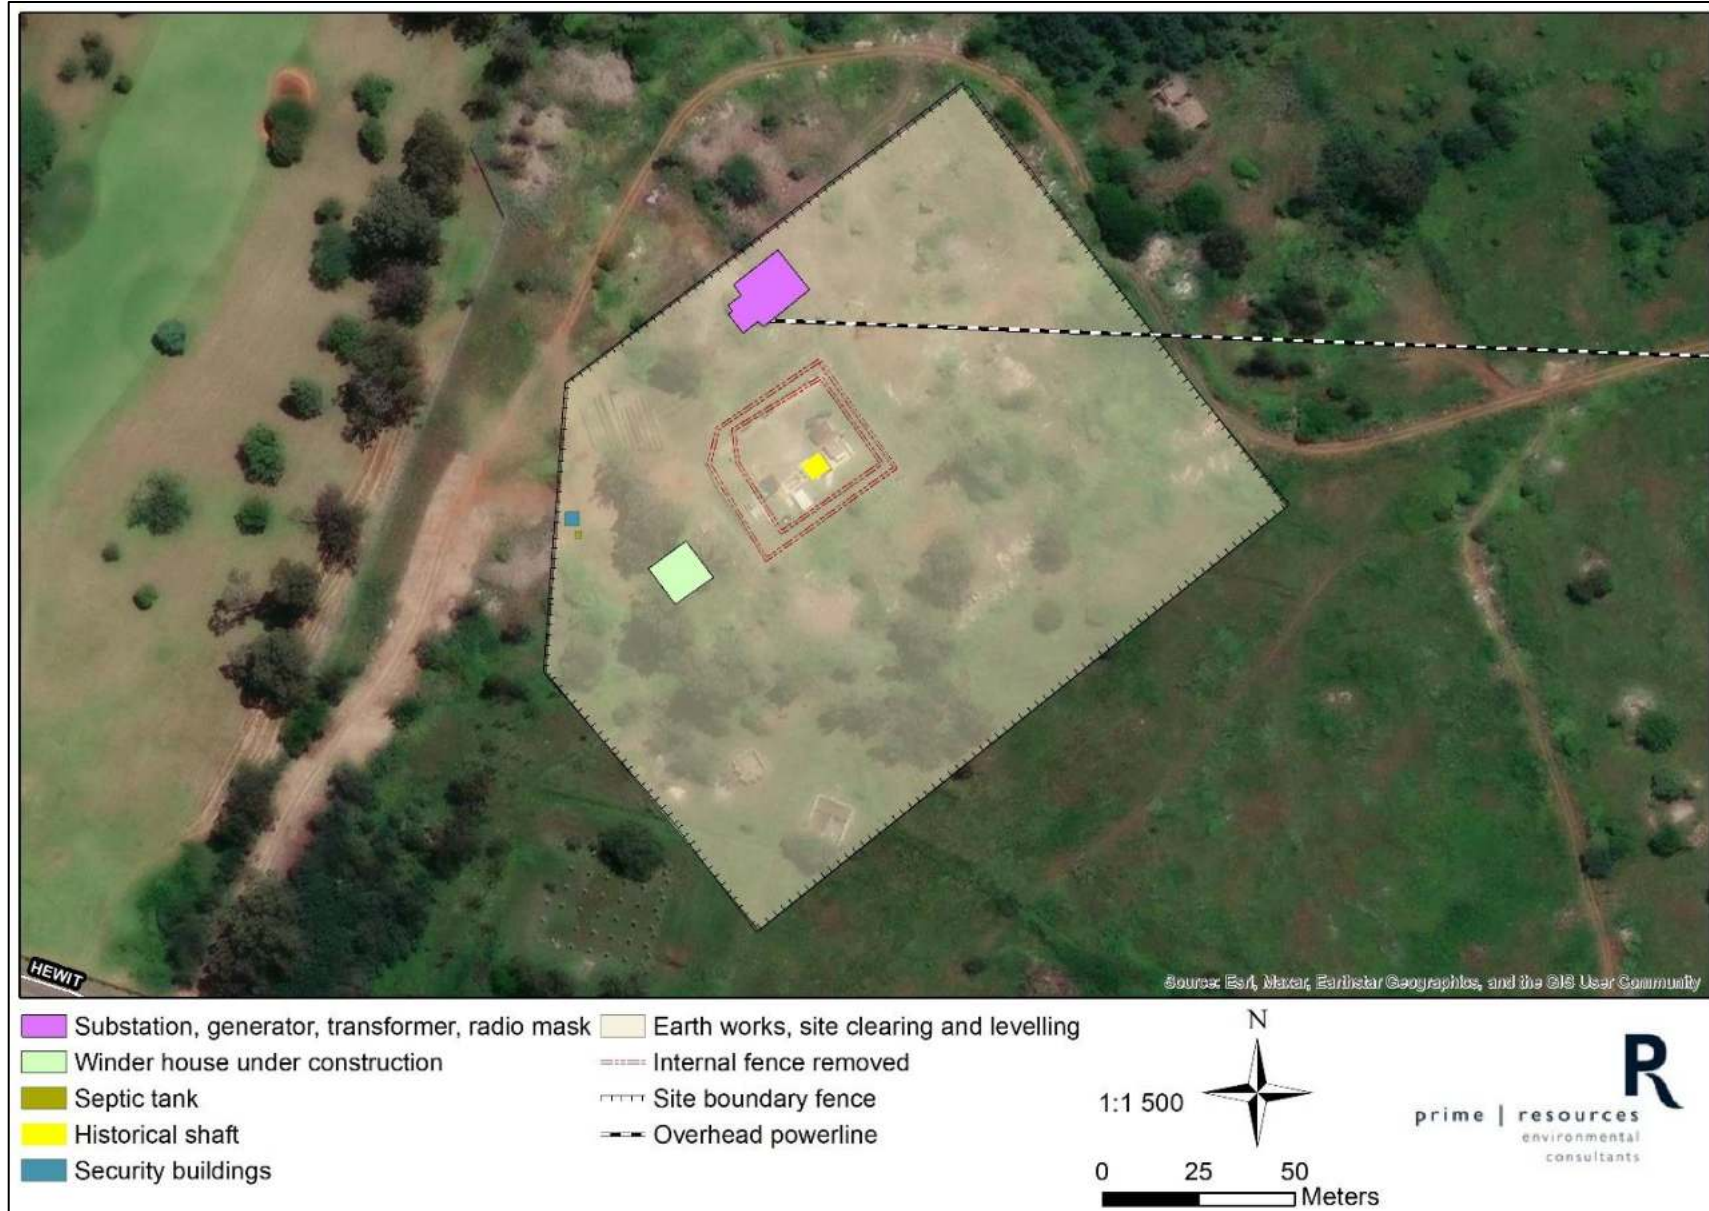 HEWIT
Source: Esri, Maxar, Earthstar Geographics, and the GIS User Community
Substation, generator, transformer, radio mask
Winder house under construction
Septic tank
Historical shaft
Security buildings
Earth works, site clearing and levelling
Internal fence removed
Site boundary fence
Overhead powerline
N
1:1 500
0 25 50
Meters
PR
prime | resources
environmental
consultants